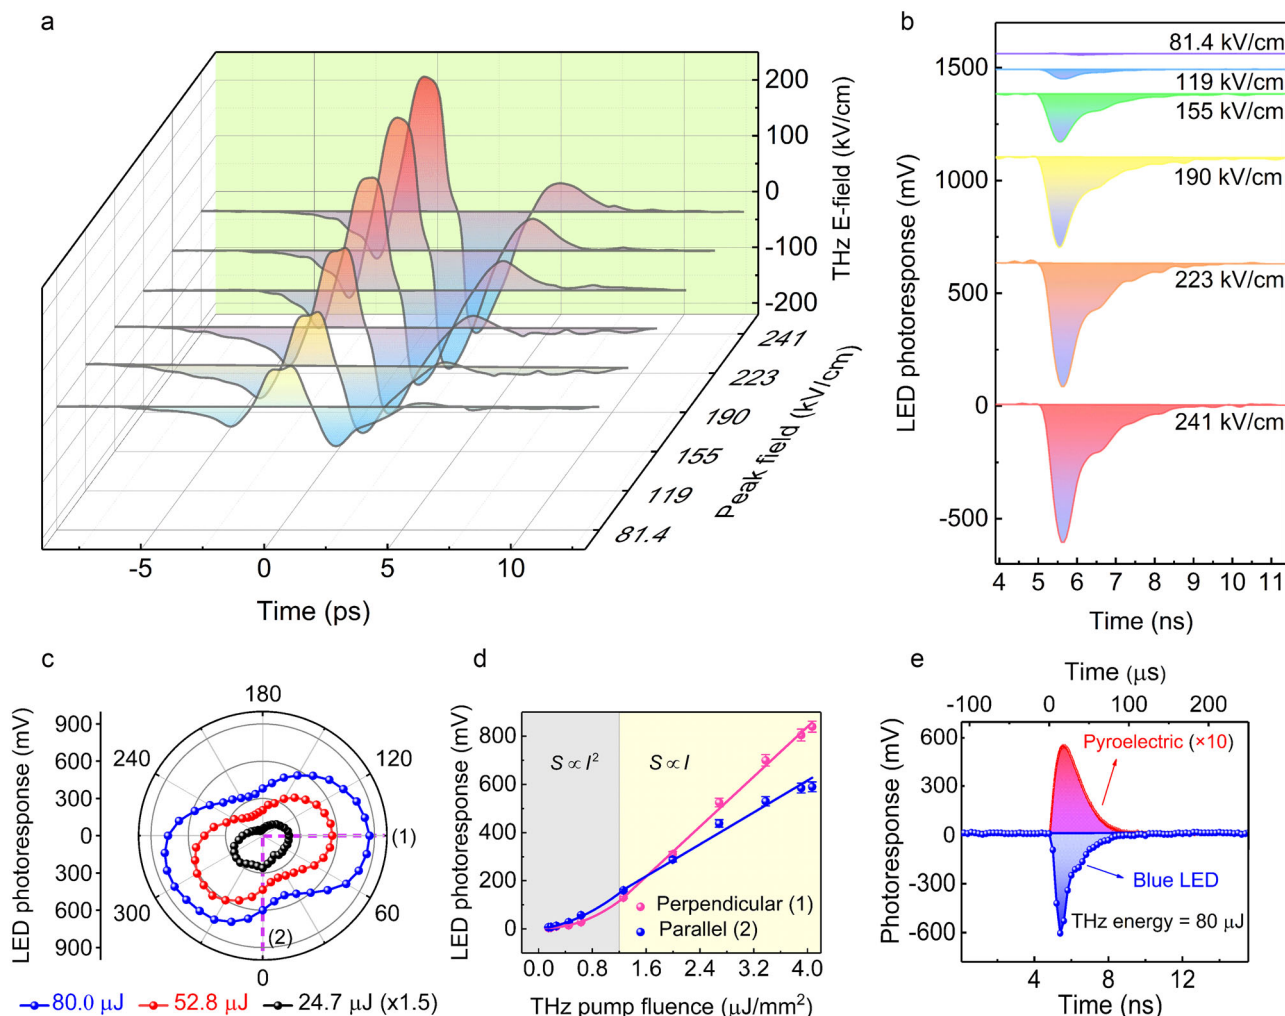 a
200
100
0
-100
-200
THz E-field (kV/cm)
241
223
190
155
119
81.4
Peak field (kV/cm)
-5
0
5
10
Time (ps)
b
1500
1000
500
0
-500
LED photoresponse (mV)
81.4 kV/cm
119 kV/cm
155 kV/cm
190 kV/cm
223 kV/cm
241 kV/cm
4 5 6 7 8 9 10 11
Time (ns)
c
LED photoresponse (mV)
900
600
300
0
300
600
900
180
240
120
(1)
300
60
(2)
0
80.0 μJ
52.8 μJ
24.7 μJ (x1.5)
d
LED photoresponse (mV)
800
600
400
200
0
S ∝ I²
S ∝ I
Perpendicular (1)
Parallel (2)
0.0 0.8 1.6 2.4 3.2 4.0
THz pump fluence (μJ/mm²)
e
Time (μs)
-100 0 100 200
Photoresponse (mV)
600
300
0
-300
-600
Pyroelectric (×10)
Blue LED
THz energy = 80 μJ
4 8 12
Time (ns)